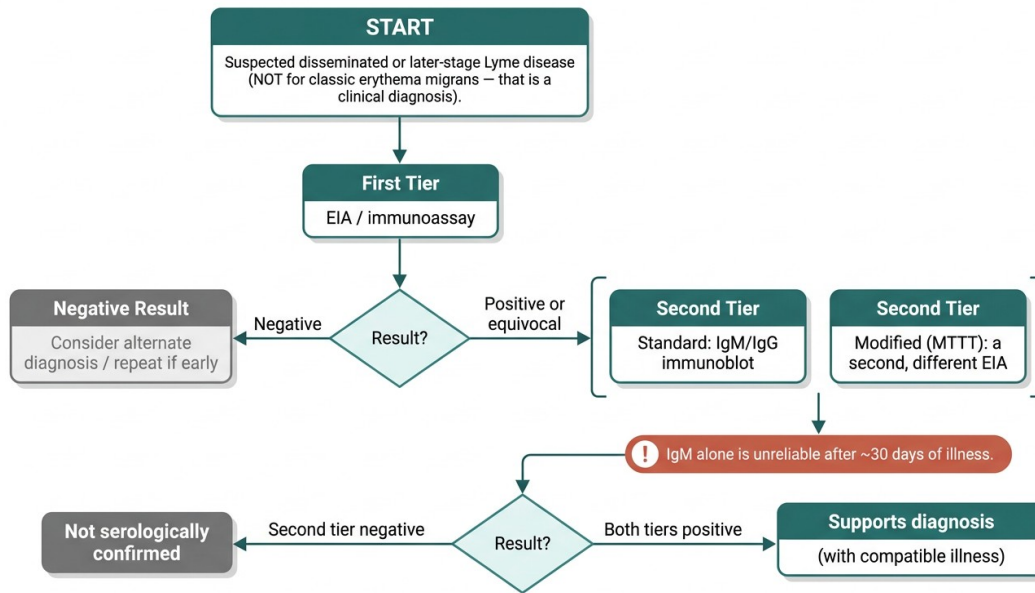 START
Suspected disseminated or later-stage Lyme disease
(NOT for classic erythema migrans — that is a
clinical diagnosis).
First Tier
EIA / immunoassay
Negative Result
Consider alternate
diagnosis / repeat if early
Negative
Result?
Positive or
equivocal
Second Tier
Standard: IgM/IgG
immunoblot
Second Tier
Modified (MTTT): a
second, different EIA
! IgM alone is unreliable after ~30 days of illness.
Not serologically
confirmed
Second tier negative
Result?
Both tiers positive
Supports diagnosis
(with compatible illness)